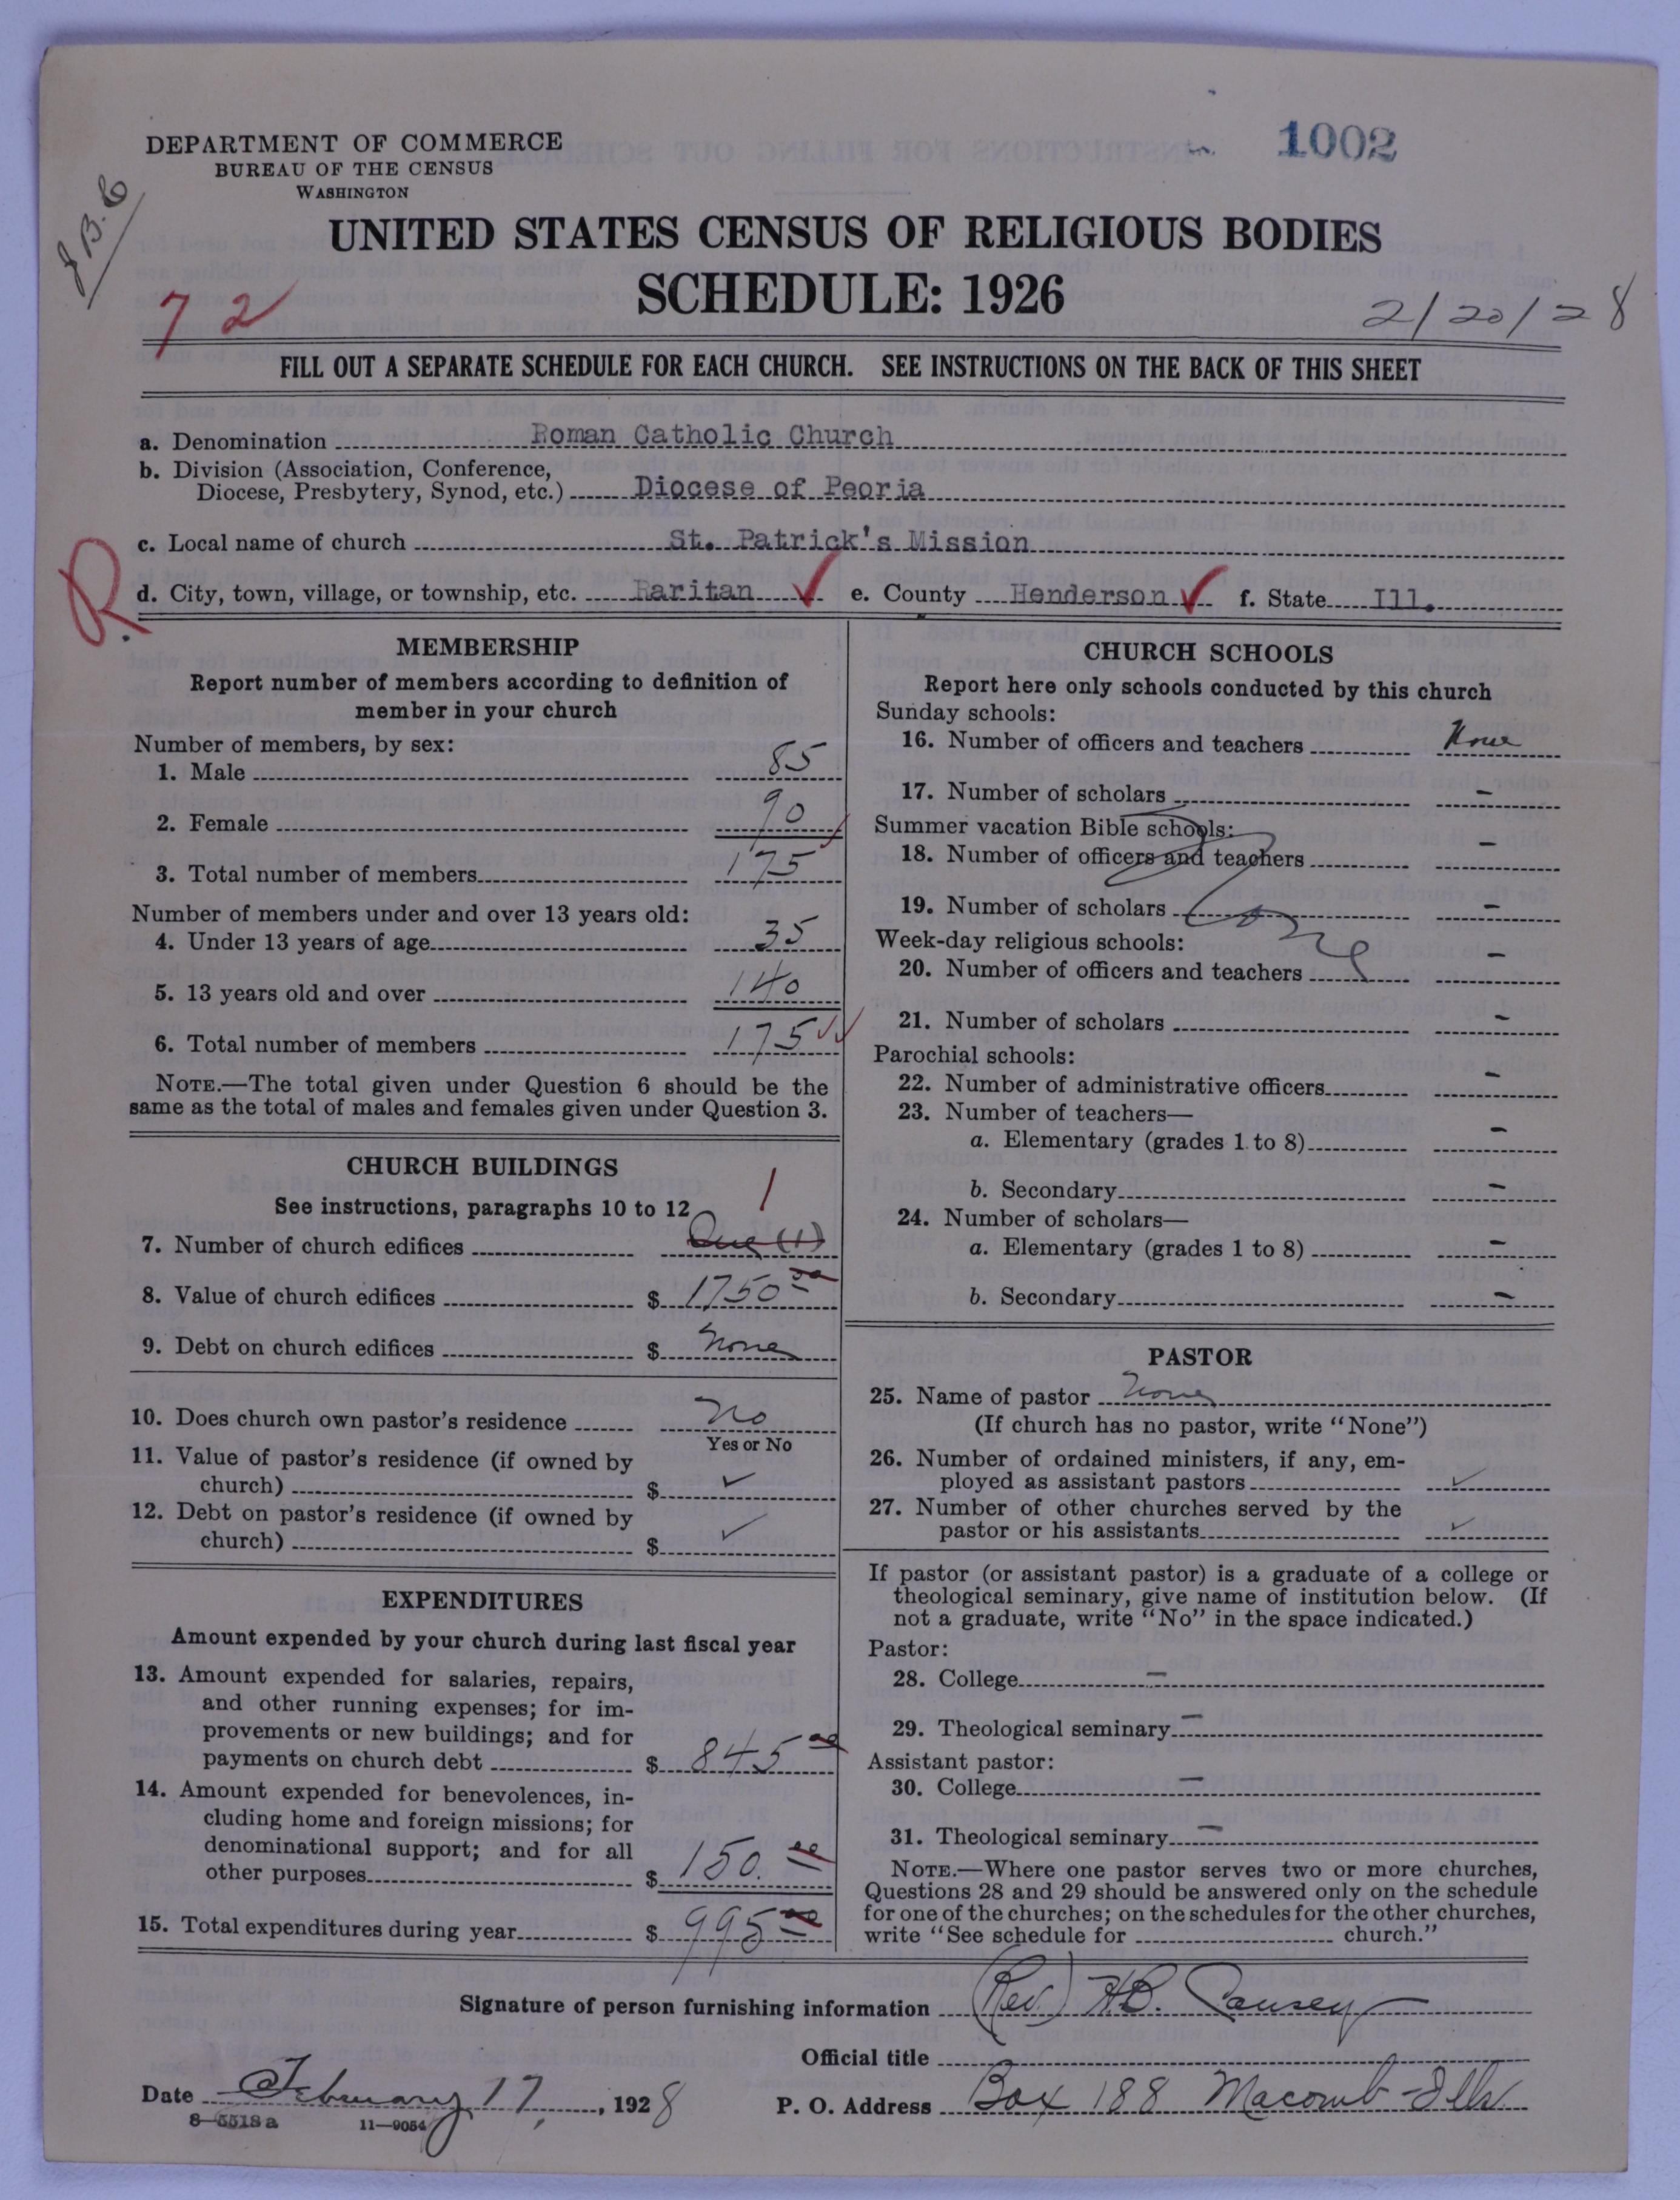 DEPARTMENT OF COMMERCE
BUREAU OF THE CENSUS
WASHINGTON
1002
J.B.C
UNITED STATES CENSUS OF RELIGIOUS BODIES
SCHEDULE: 1926
72
2/20/28
FILL OUT A SEPARATE SCHEDULE FOR EACH CHURCH. SEE INSTRUCTIONS ON THE BACK OF THIS SHEET
a. Denomination Roman Catholic Church
b. Division (Association, Conference,
Diocese, Presbytery, Synod, etc.) Diocese of Peoria
c. Local name of church St. Patrick's Mission
R.
d. City, town, village, or township, etc. Raritan ✓ e. County Henderson ✓ f. State Ill.
MEMBERSHIP
Report number of members according to definition of
member in your church
Number of members, by sex:
1. Male 85
2. Female 90
3. Total number of members 175
Number of members under and over 13 years old:
4. Under 13 years of age 35
5. 13 years old and over 140
6. Total number of members 175 ✓✓
NOTE.—The total given under Question 6 should be the
same as the total of males and females given under Question 3.
CHURCH BUILDINGS
See instructions, paragraphs 10 to 12
1
7. Number of church edifices One (1)
8. Value of church edifices $ 1750 00
9. Debt on church edifices $ none
10. Does church own pastor's residence no
Yes or No
11. Value of pastor's residence (if owned by
church) $ ✓
12. Debt on pastor's residence (if owned by
church) $ ✓
EXPENDITURES
Amount expended by your church during last fiscal year
13. Amount expended for salaries, repairs,
and other running expenses; for im-
provements or new buildings; and for
payments on church debt $ 845 00
14. Amount expended for benevolences, in-
cluding home and foreign missions; for
denominational support; and for all
other purposes $ 150. 00
15. Total expenditures during year $ 995 00
CHURCH SCHOOLS
Report here only schools conducted by this church
Sunday schools:
16. Number of officers and teachers None
17. Number of scholars -
Summer vacation Bible schools:
18. Number of officers and teachers -
19. Number of scholars -
Week-day religious schools:
20. Number of officers and teachers -
21. Number of scholars -
Parochial schools:
22. Number of administrative officers -
23. Number of teachers—
a. Elementary (grades 1 to 8) -
b. Secondary -
24. Number of scholars—
a. Elementary (grades 1 to 8) -
b. Secondary -
PASTOR
25. Name of pastor None
(If church has no pastor, write "None")
26. Number of ordained ministers, if any, em-
ployed as assistant pastors ✓
27. Number of other churches served by the
pastor or his assistants ✓
If pastor (or assistant pastor) is a graduate of a college or
theological seminary, give name of institution below. (If
not a graduate, write "No" in the space indicated.)
Pastor:
28. College -
29. Theological seminary -
Assistant pastor:
30. College -
31. Theological seminary -
NOTE.—Where one pastor serves two or more churches,
Questions 28 and 29 should be answered only on the schedule
for one of the churches; on the schedules for the other churches,
write "See schedule for church."
Signature of person furnishing information (Rev.) H.B.
Official title
Date February 17, 1928 P. O. Address Box 188 Macomb-Ills
8—5518a 11—9054